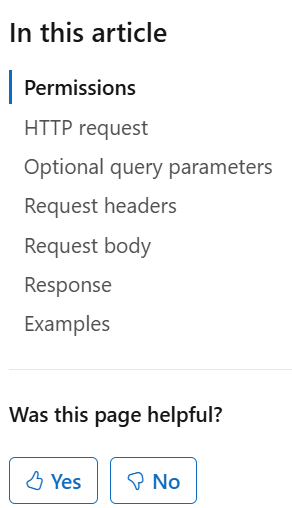 In this article
Permissions
HTTP request
Optional query parameters
Request headers
Request body
Response
Examples
Was this page helpful?
Yes
No